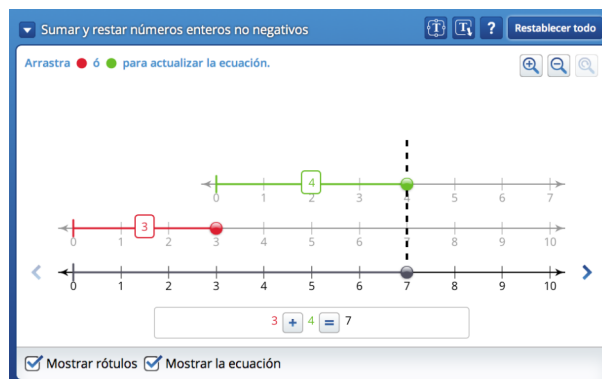 Sumar y restar números enteros no negativos
T T ? Restablecer todo
Arrastra ó para actualizar la ecuación.
4
0 1 2 3 4 5 6 7
3
0 1 2 3 4 5 6 7 8 9 10
0 1 2 3 4 5 6 7 8 9 10
3 + 4 = 7
Mostrar rótulos Mostrar la ecuación